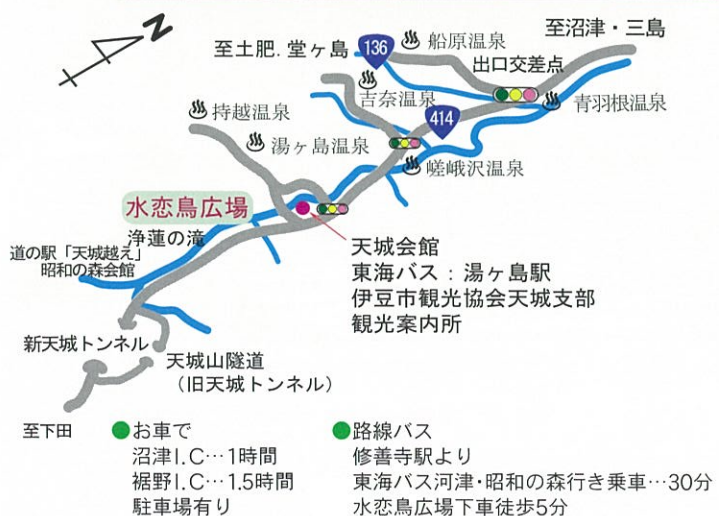 N
至沼津・三島
至土肥．堂ヶ島
136
船原温泉
出口交差点
吉奈温泉
青羽根温泉
持越温泉
414
湯ヶ島温泉
嵯峨沢温泉
水恋鳥広場
浄蓮の滝
道の駅「天城越え」
昭和の森会館
天城会館
東海バス：湯ヶ島駅
伊豆市観光協会天城支部
観光案内所
新天城トンネル
天城山隧道
（旧天城トンネル）
至下田
●お車で
沼津I.C…1時間
裾野I.C…1.5時間
駐車場有り
●路線バス
修善寺駅より
東海バス河津･昭和の森行き乗車…30分
水恋鳥広場下車徒歩5分